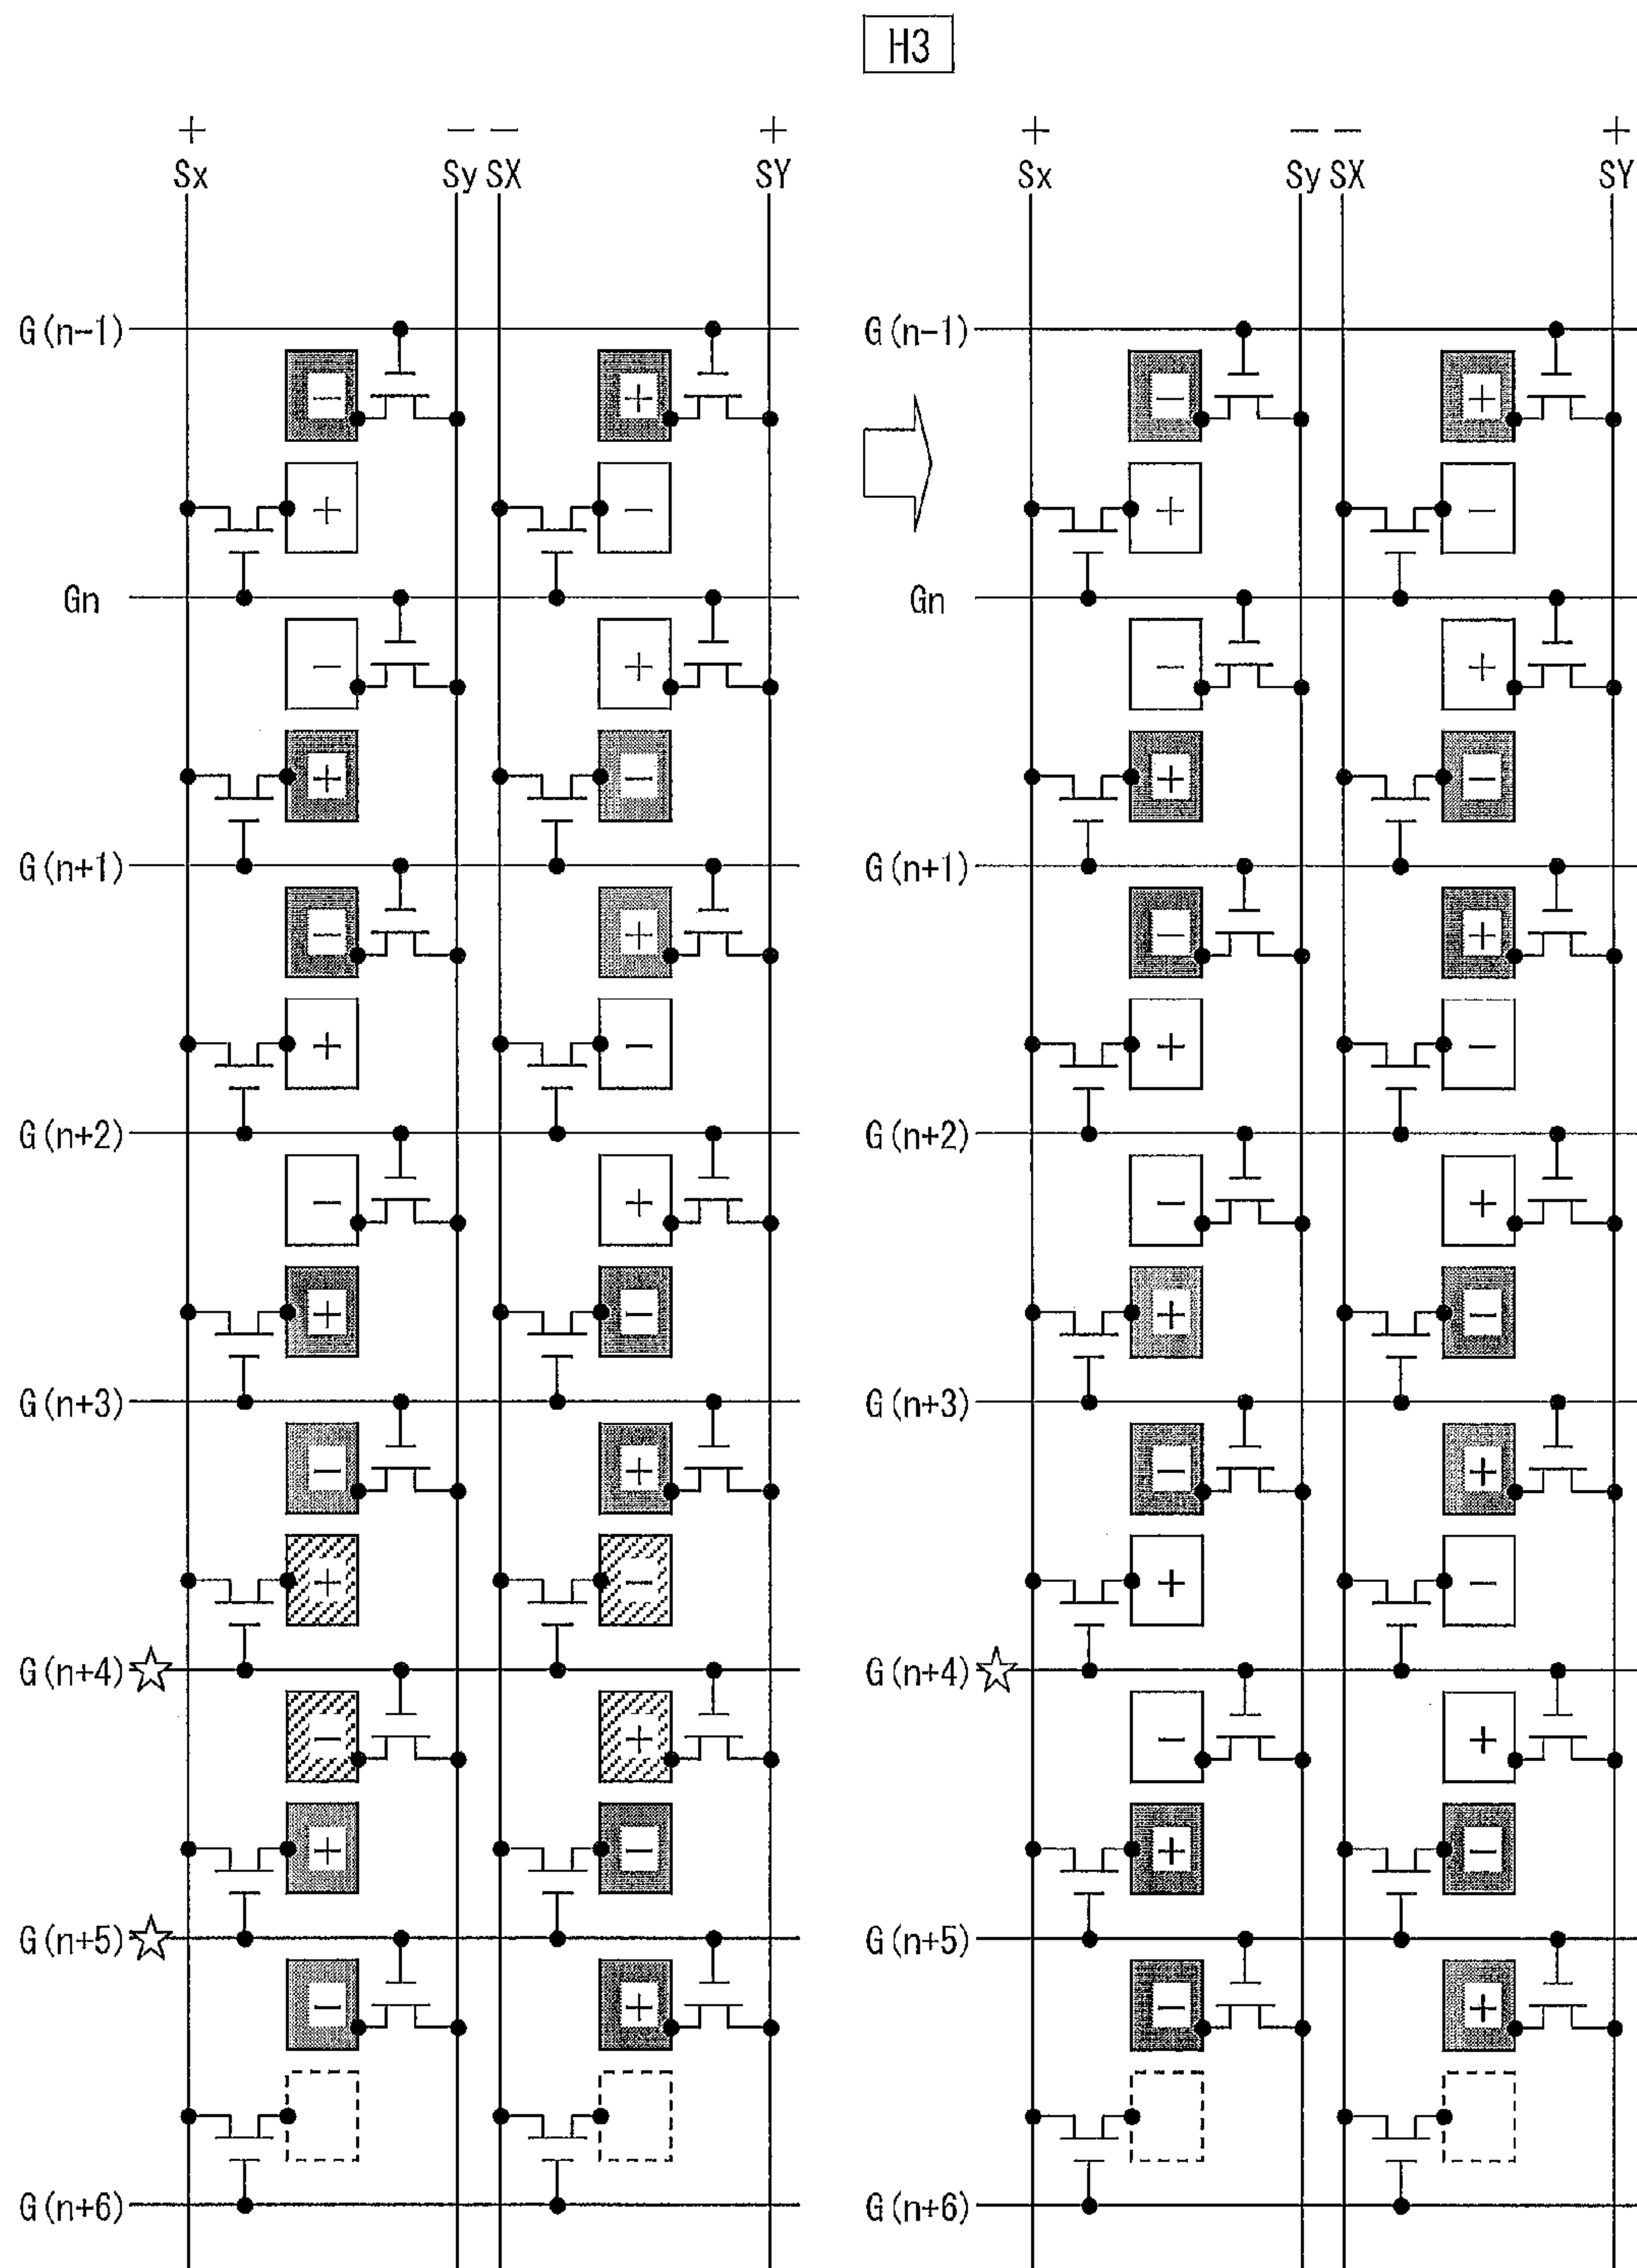 H3
+ − − + + − − +
Sx Sy SX SY Sx Sy SX SY
G(n-1) G(n-1)
− + − +
+ − + −
Gn Gn
− + − +
+ − + −
G(n+1) G(n+1)
− + − +
+ − + −
G(n+2) G(n+2)
− + − +
+ − + −
G(n+3) G(n+3)
− + − +
+ − + −
G(n+4)☆ G(n+4)☆
− + − +
+ − + −
G(n+5)☆ G(n+5)
− + − +
G(n+6) G(n+6)